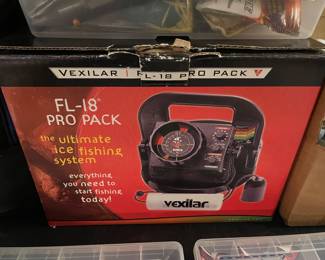 VEXILAR
PRO PACK
FL-18 P
FL-18®
PRO PACK
the ultimate
ice fishing
system
everything
you need to
start fishing
today!
vexilar